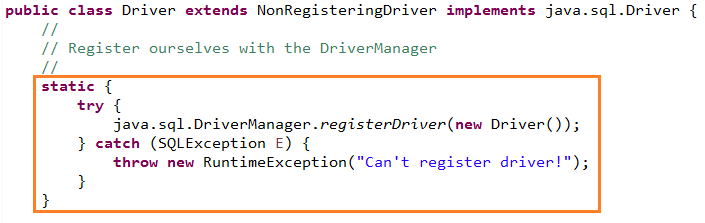 public class Driver extends NonRegisteringDriver implements java.sql.Driver {
    //
    // Register ourselves with the DriverManager
    //
    static {
        try {
            java.sql.DriverManager.registerDriver(new Driver());
        } catch (SQLException E) {
            throw new RuntimeException("Can't register driver!");
        }
    }